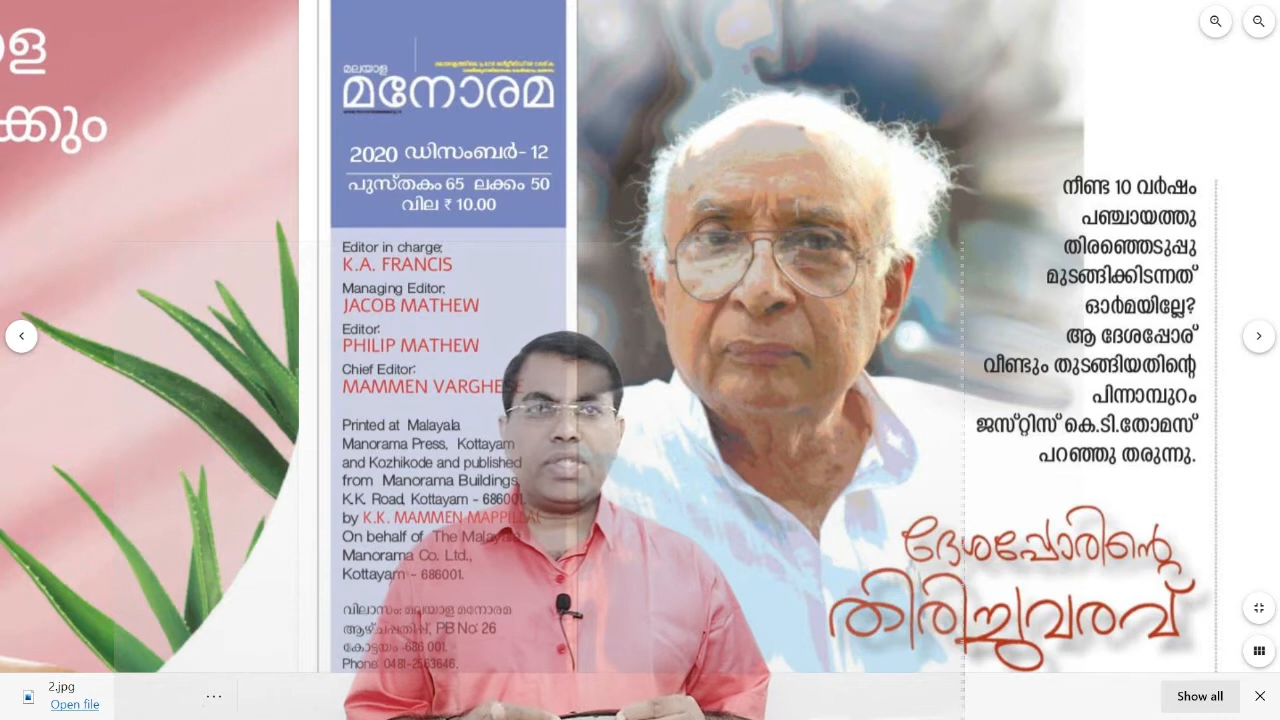 ള
ക്കും
മലയാള
മനോരമ
2020 ഡിസംബർ- 12
പുസ്തകം 65 ലക്കം 50
വില ₹ 10.00
Editor in charge:
K.A. FRANCIS
Managing Editor:
JACOB MATHEW
Editor:
PHILIP MATHEW
Chief Editor:
MAMMEN VARGHESE
Printed at Malayala
Manorama Press, Kottayam
and Kozhikode and published
from Manorama Buildings,
K.K. Road, Kottayam - 686001.
by K.K. MAMMEN MAPPILLAI
On behalf of The Malayala
Manorama Co. Ltd.,
Kottayam - 686001.
വിലാസം: മലയാള മനോരമ
ആഴ്ചപ്പതിപ്പ്, PB No: 26
കോട്ടയം -686 001.
Phone: 0481-2563646.
നീണ്ട 10 വർഷം
പഞ്ചായത്തു
തിരഞ്ഞെടുപ്പു
മുടങ്ങിക്കിടന്നത്
ഓർമയില്ലേ?
ആ ദേശപ്പോര്
വീണ്ടും തുടങ്ങിയതിന്റെ
പിന്നാമ്പുറം
ജസ്റ്റിസ് കെ.ടി.തോമസ്
പറഞ്ഞു തരുന്നു.
ദേശപ്പോരിന്റെ
തിരിച്ചുവരവ്
2.jpg
Open file
Show all